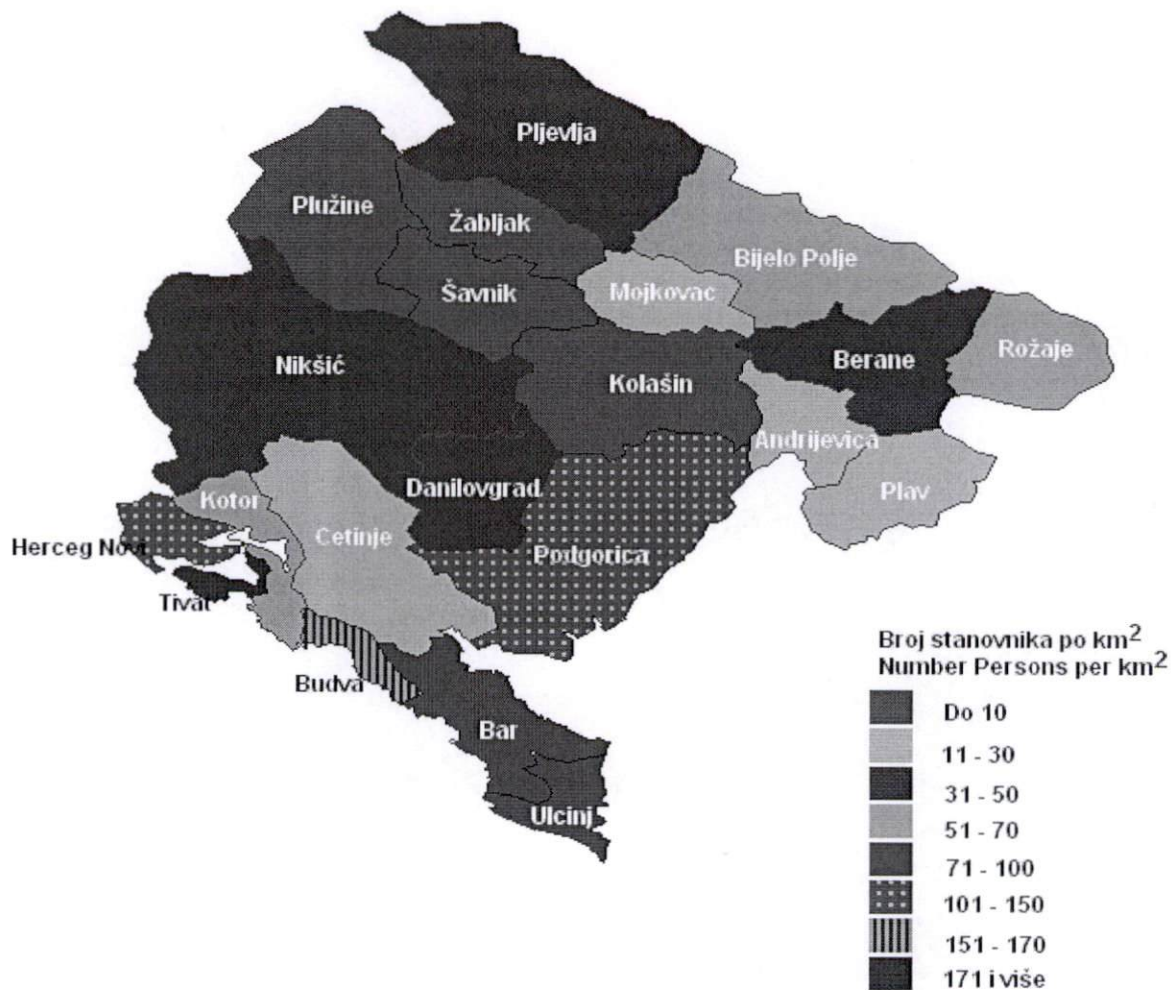 Pljevlja
Plužine
Žabljak
Bijelo Polje
Šavnik
Mojkovac
Nikšić
Kolašin
Berane
Rožaje
Andrijevica
Danilovgrad
Plav
Kotor
Cetinje
Herceg Novi
Podgorica
Tivat
Budva
Bar
Ulcinj
Broj stanovnika po km²
Number Persons per km²
Do 10
11 - 30
31 - 50
51 - 70
71 - 100
101 - 150
151 - 170
171 i više